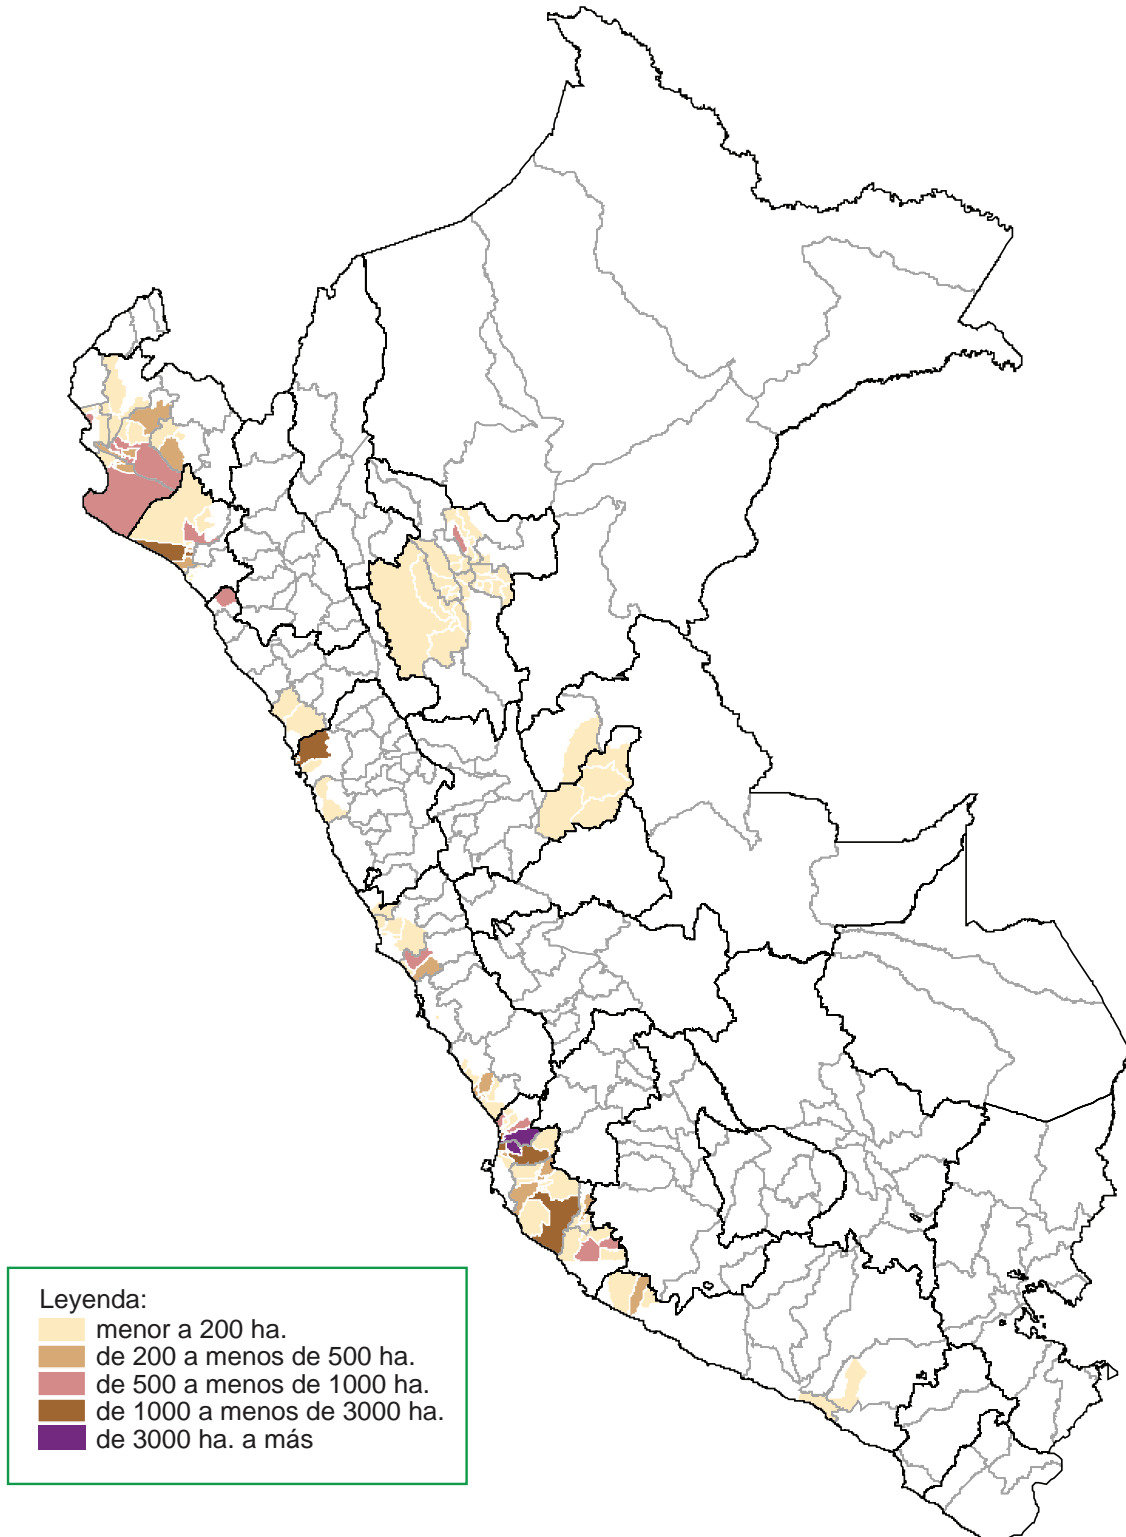 Leyenda:
menor a 200 ha.
de 200 a menos de 500 ha.
de 500 a menos de 1000 ha.
de 1000 a menos de 3000 ha.
de 3000 ha. a más